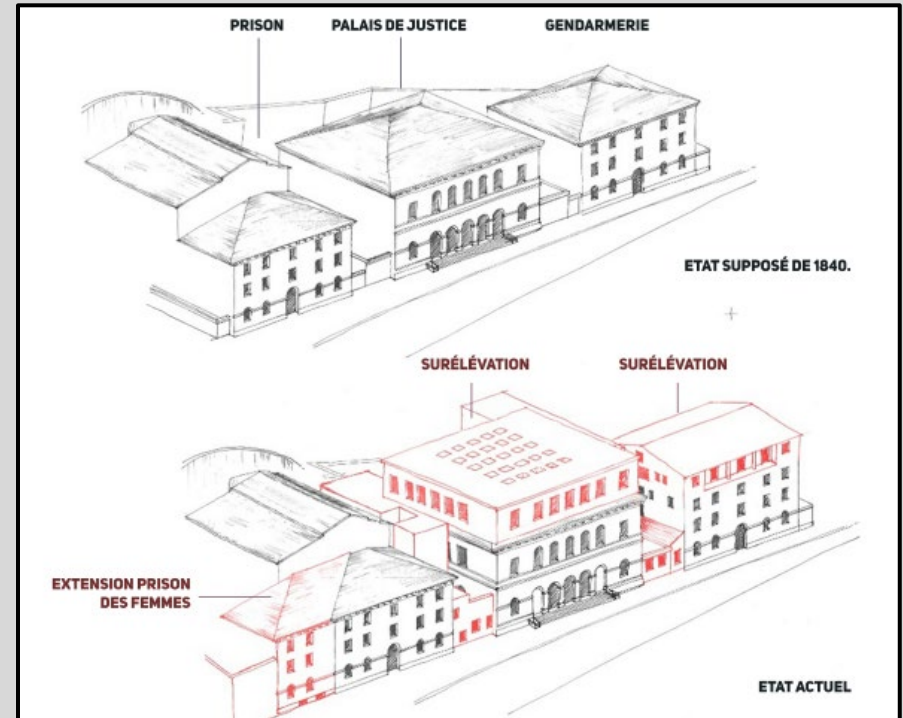 PRISON
PALAIS DE JUSTICE
GENDARMERIE
ETAT SUPPOSÉ DE 1840.
SURÉLÉVATION
SURÉLÉVATION
EXTENSION PRISON
DES FEMMES
ETAT ACTUEL